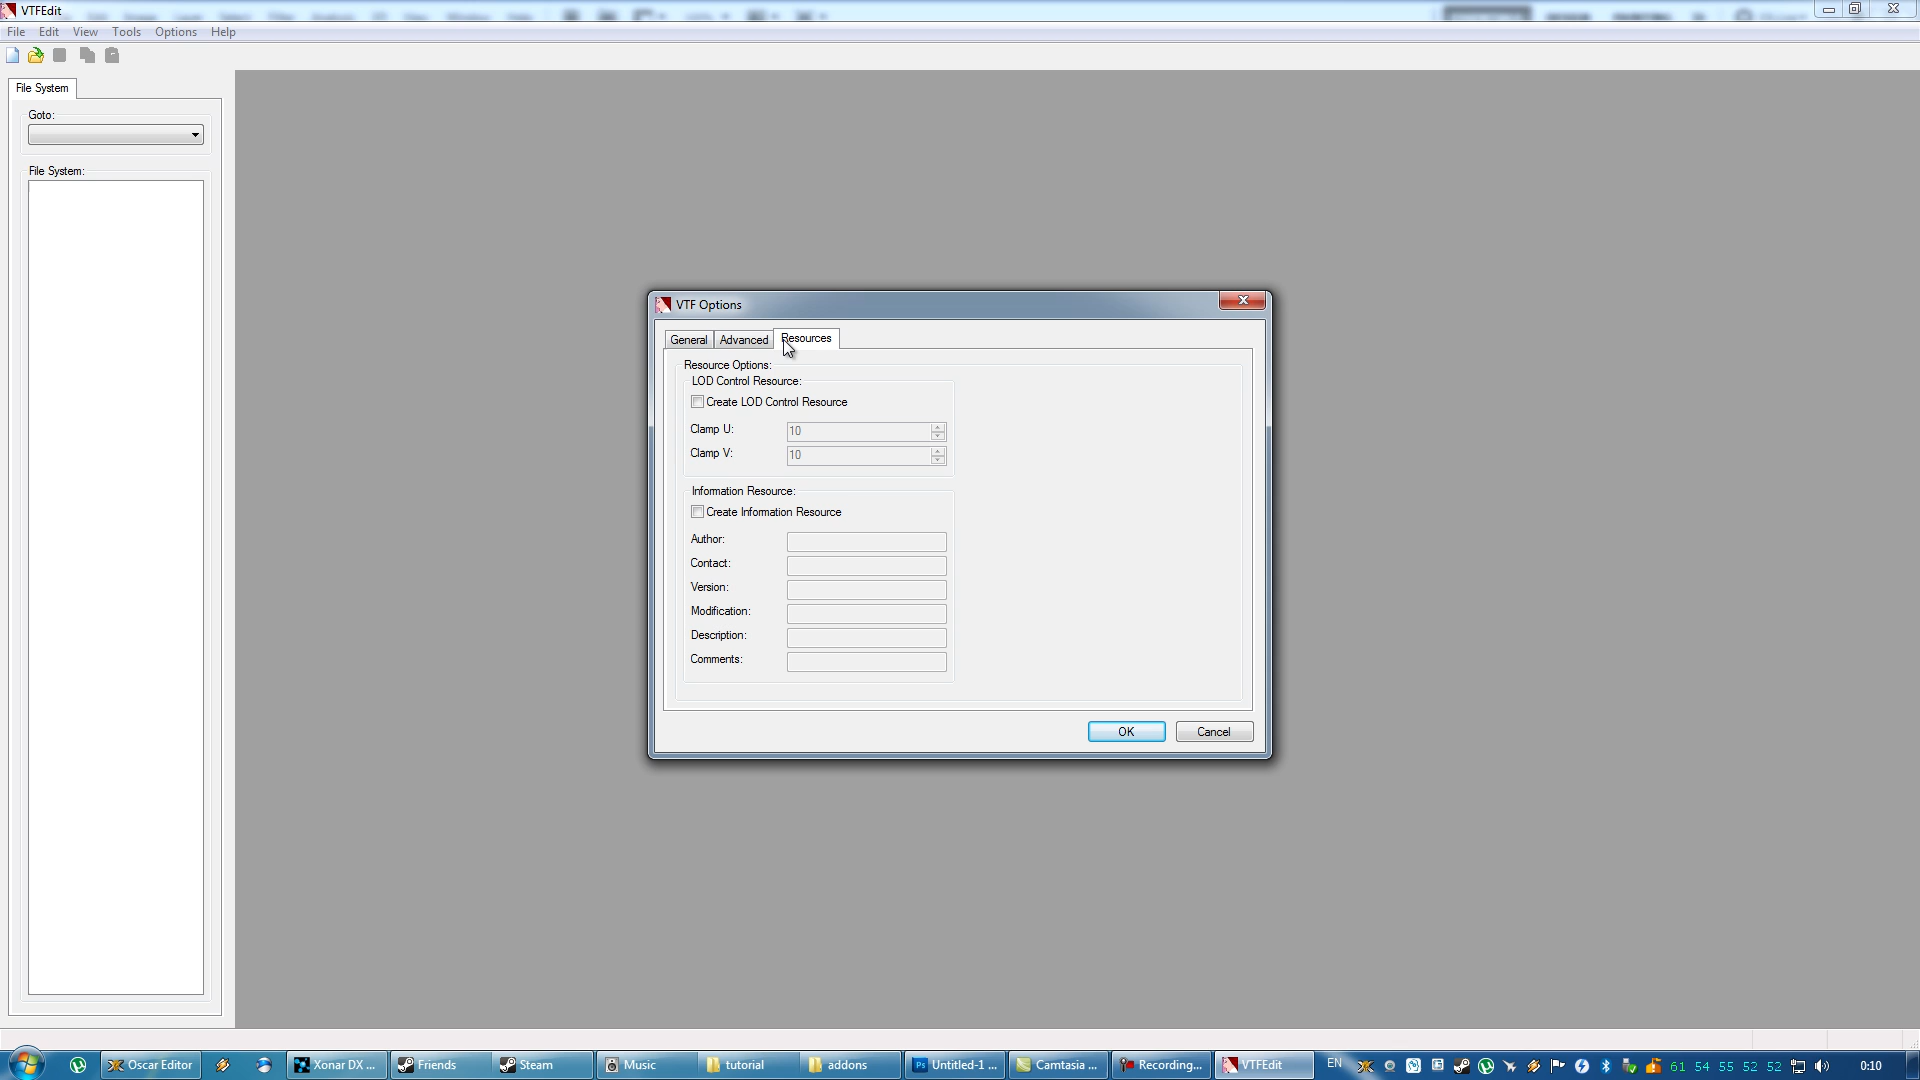 VTFEdit
File Edit View Tools Options Help
File System
Goto:
File System:
VTF Options
General Advanced Resources
Resource Options:
LOD Control Resource:
Create LOD Control Resource
Clamp U: 10
Clamp V: 10
Information Resource:
Create Information Resource
Author:
Contact:
Version:
Modification:
Description:
Comments:
OK Cancel
Oscar Editor Xonar DX ... Friends Steam Music tutorial addons Ps Untitled-1 ... Camtasia ... Recording... VTFEdit EN 61 54 55 52 52 0:10